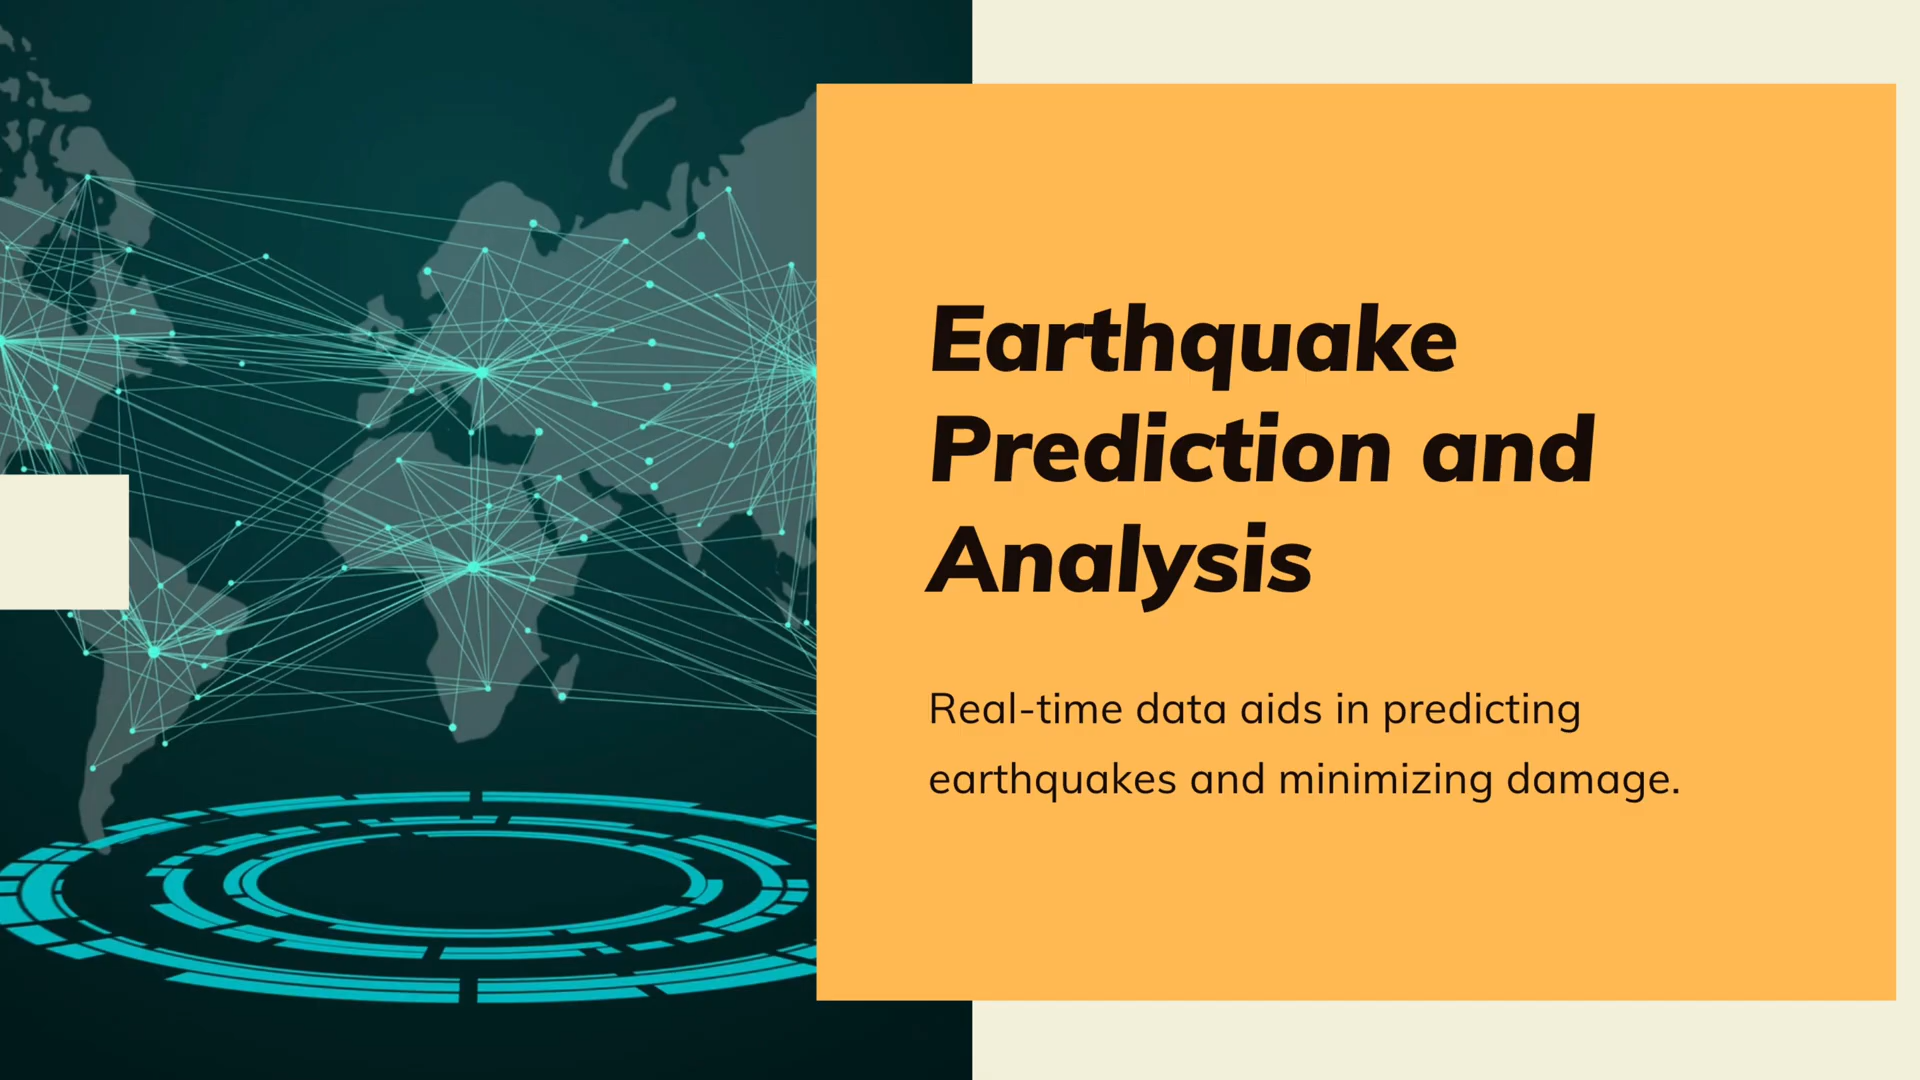 Earthquake
Prediction and
Analysis
Real-time data aids in predicting
earthquakes and minimizing damage.